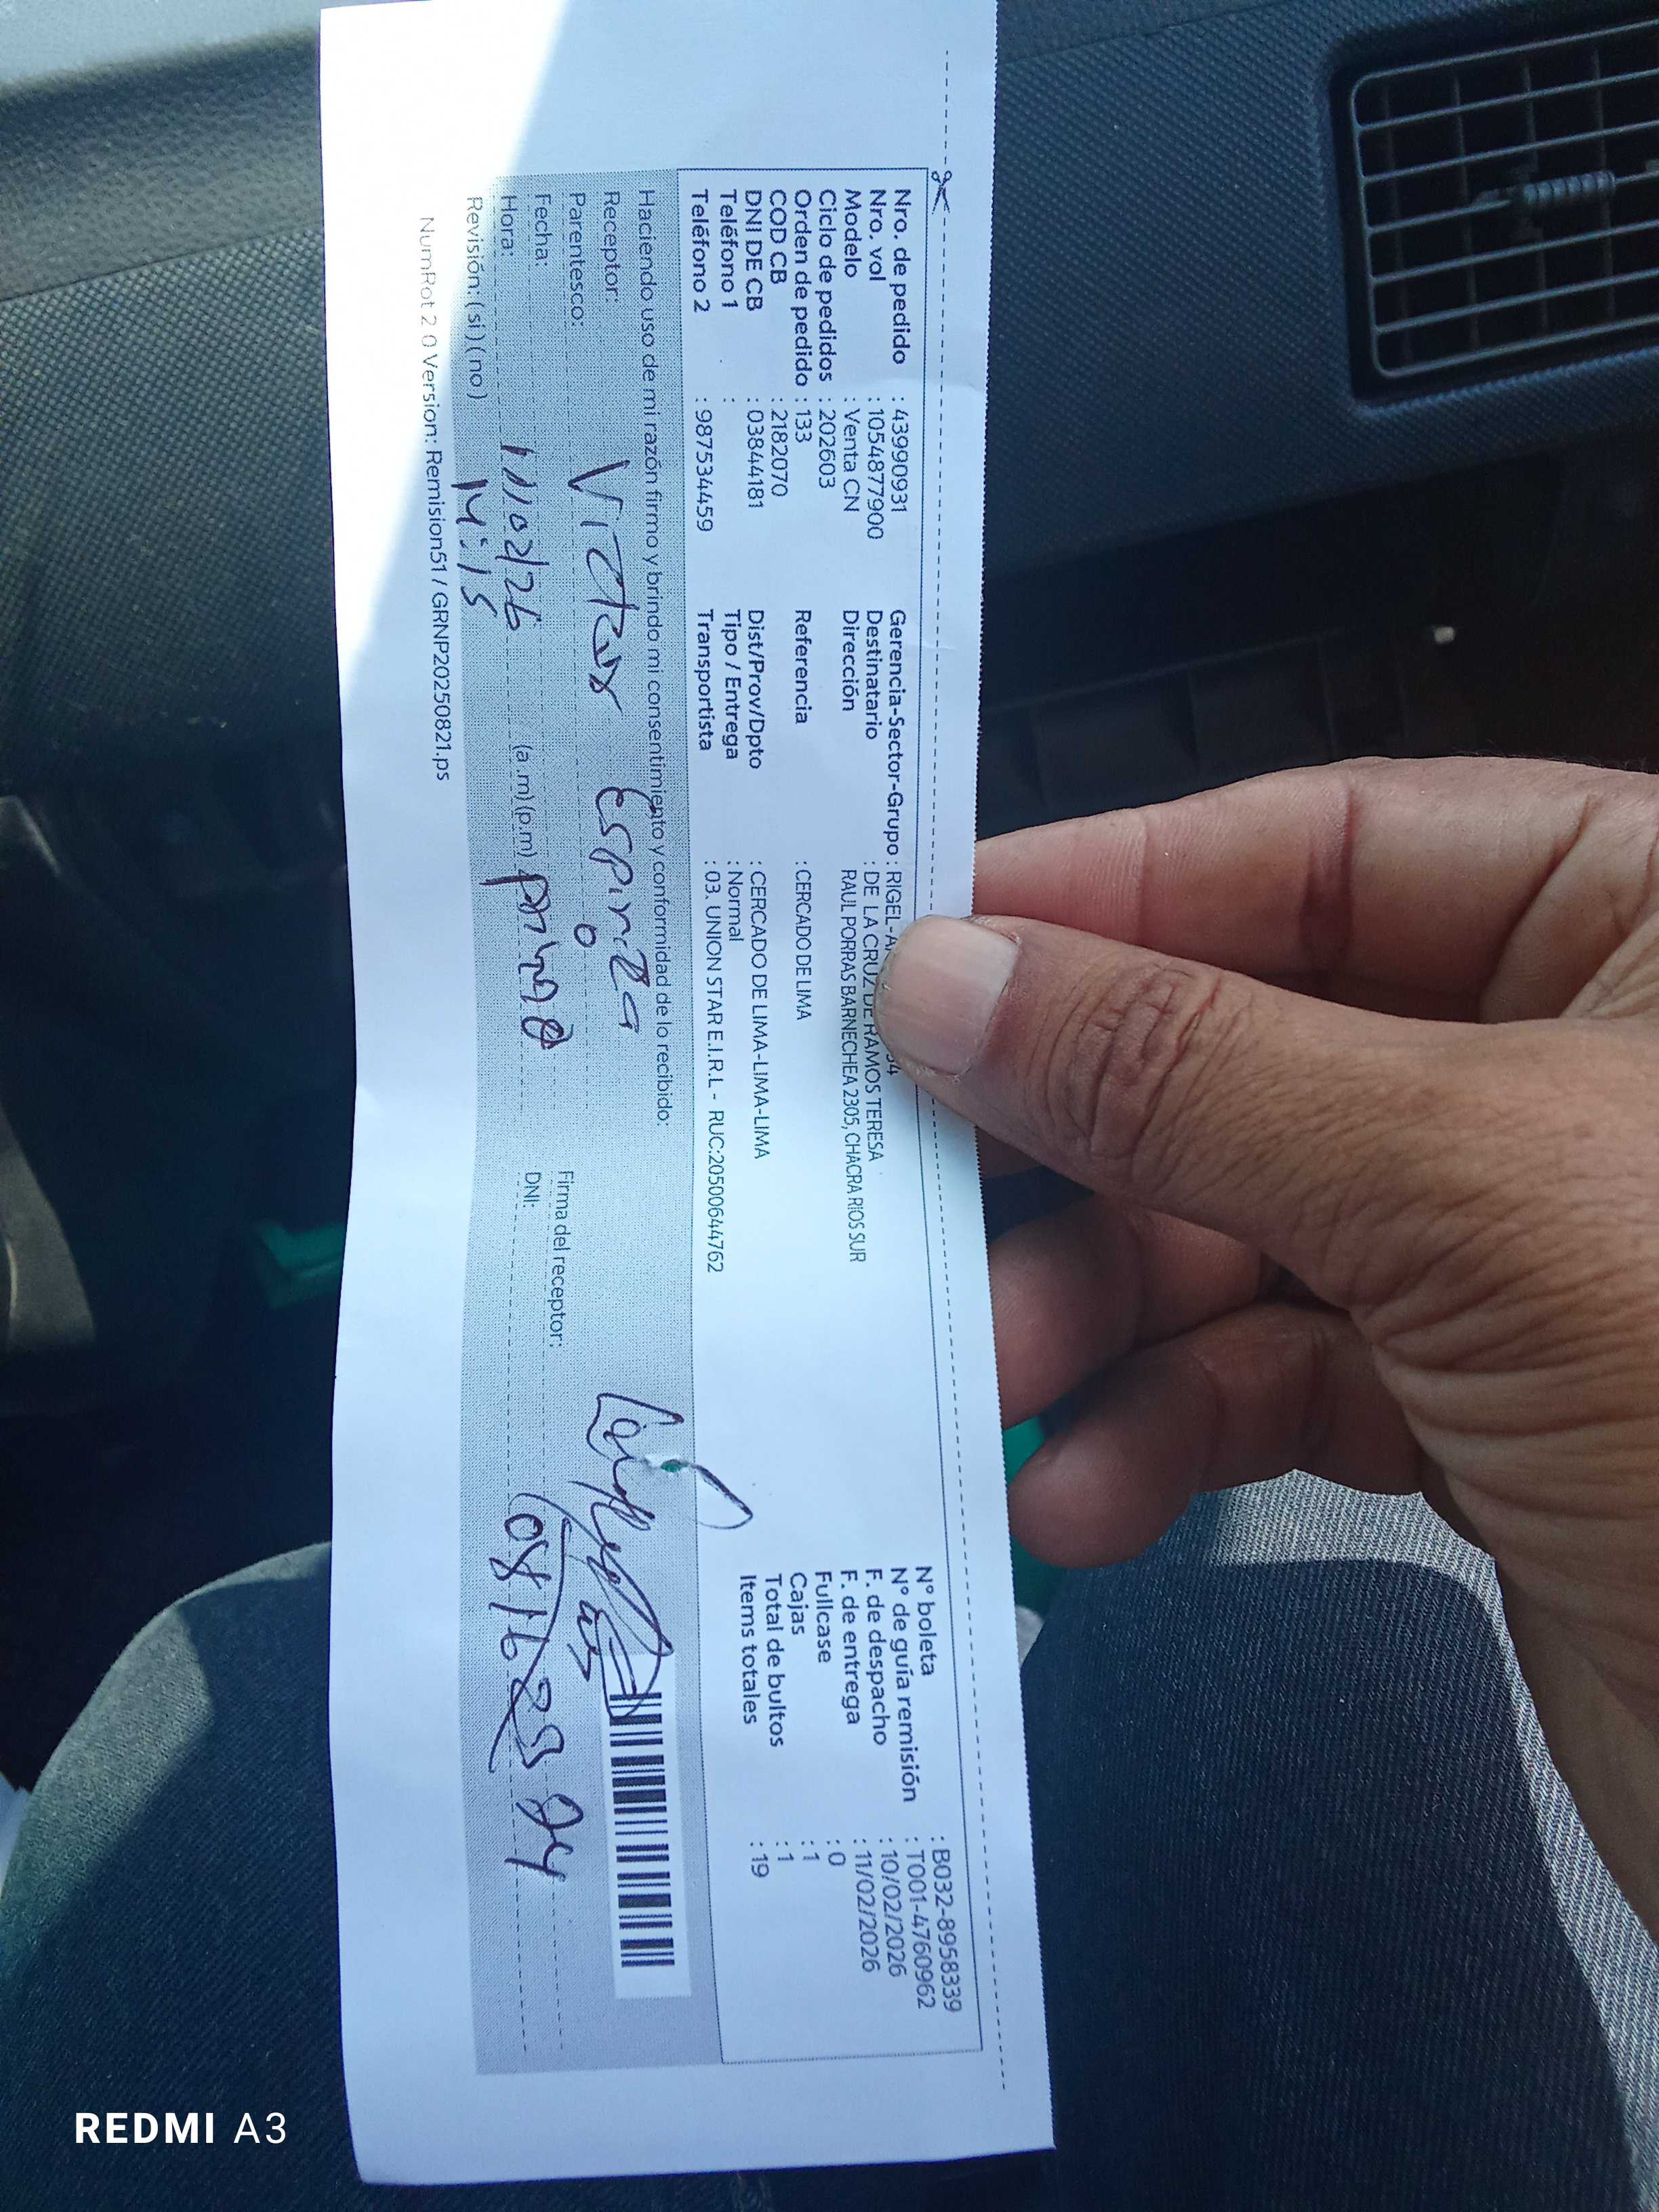 Nro. de pedido : 43990931
Nro. vol : 1054877900
Modelo : Venta CN
Ciclo de pedidos : 202603
Orden de pedido : 133
COD CB : 2182070
DNI DE CB : 03844181
Teléfono 1 :
Teléfono 2 : 987534459
Gerencia-Sector-Grupo : RIGEL-A
Destinatario : DE LA CRUZ DE RAMOS TERESA
Dirección RAUL PORRAS BARNECHEA 2305, CHACRA RIOS SUR
Referencia : CERCADO DE LIMA
Dist/Prov/Dpto : CERCADO DE LIMA-LIMA-LIMA
Tipo / Entrega : Normal
Transportista : 03. UNION STAR E.I.R.L - RUC:20500644762
N° boleta : B032-8958339
N° de guía remisión : T001-4760962
F. de despacho : 10/02/2026
F. de entrega : 11/02/2026
Fullcase : 0
Cajas : 1
Total de bultos : 1
Items totales : 19
Haciendo uso de mi razón firmo y brindo mi consentimiento y conformidad de lo recibido:
Receptor: Victor Espinoza
Parentesco:
Fecha: 11/02/26
Hora: 14:15 (a.m) (p.m)
Revisión: ( si ) ( no )
Firma del receptor:
DNI:
NumRot 2 0 Version: Remision51 / GRNP20250821.ps
REDMI A3